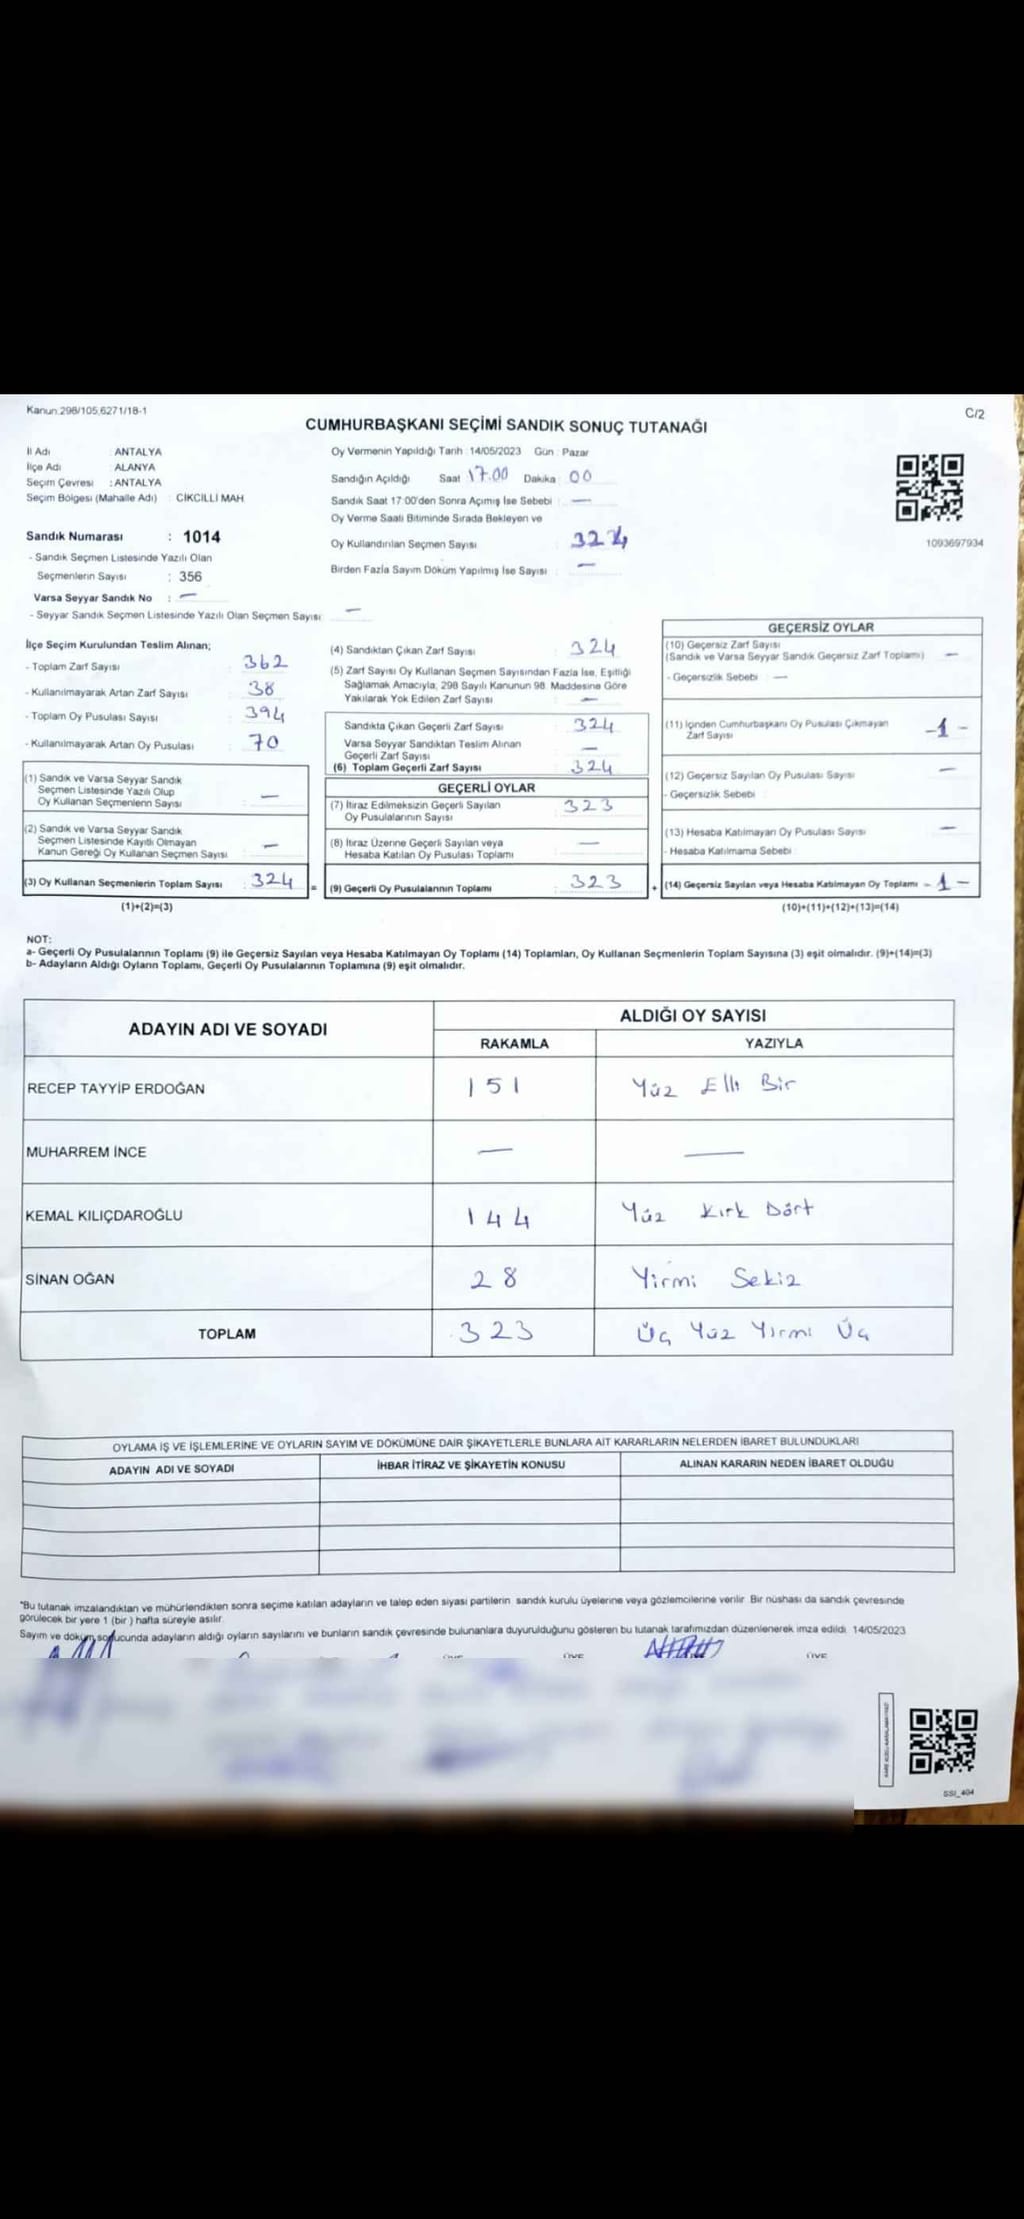 Kanun.298/105,6271/18-1
C/2
CUMHURBAŞKANI SEÇİMİ SANDIK SONUÇ TUTANAĞI
İl Adı : ANTALYA
İlçe Adı : ALANYA
Seçim Çevresi : ANTALYA
Seçim Bölgesi (Mahalle Adı) : CİKCİLLİ MAH.
Sandık Numarası : 1014
- Sandık Seçmen Listesinde Yazılı Olan
Seçmenlerin Sayısı : 356
Varsa Seyyar Sandık No : —
- Seyyar Sandık Seçmen Listesinde Yazılı Olan Seçmen Sayısı: —
Oy Vermenin Yapıldığı Tarih : 14/05/2023 Gün : Pazar
Sandığın Açıldığı Saat 17.00 Dakika : 00
Sandık Saat 17:00'den Sonra Açımış İse Sebebi : —
Oy Verme Saati Bitiminde Sırada Bekleyen ve
Oy Kullandırılan Seçmen Sayısı : 324
Birden Fazla Sayım Döküm Yapılmış İse Sayısı : —
1093697934
İlçe Seçim Kurulundan Teslim Alınan;
- Toplam Zarf Sayısı : 362
- Kullanılmayarak Artan Zarf Sayısı : 38
- Toplam Oy Pusulası Sayısı : 394
- Kullanılmayarak Artan Oy Pusulası : 70
(1) Sandık ve Varsa Seyyar Sandık
Seçmen Listesinde Yazılı Olup
Oy Kullanan Seçmenlerin Sayısı : —
(2) Sandık ve Varsa Seyyar Sandık
Seçmen Listesinde Kayıtlı Olmayan
Kanun Gereği Oy Kullanan Seçmen Sayısı : —
(3) Oy Kullanan Seçmenlerin Toplam Sayısı : 324 =
(1)+(2)=(3)
(4) Sandıktan Çıkan Zarf Sayısı : 324
(5) Zarf Sayısı Oy Kullanan Seçmen Sayısından Fazla İse, Eşitliği
Sağlamak Amacıyla, 298 Sayılı Kanunun 98. Maddesine Göre
Yakılarak Yok Edilen Zarf Sayısı : —
Sandıkta Çıkan Geçerli Zarf Sayısı : 324
Varsa Seyyar Sandıktan Teslim Alınan
Geçerli Zarf Sayısı : —
(6) Toplam Geçerli Zarf Sayısı : 324
GEÇERLİ OYLAR
(7) İtiraz Edilmeksizin Geçerli Sayılan
Oy Pusulalarının Sayısı : 323
(8) İtiraz Üzerine Geçerli Sayılan veya
Hesaba Katılan Oy Pusulası Toplamı : —
(9) Geçerli Oy Pusulalarının Toplamı : 323 +
GEÇERSİZ OYLAR
(10) Geçersiz Zarf Sayısı
(Sandık ve Varsa Seyyar Sandık Geçersiz Zarf Toplamı) : —
- Geçersizlik Sebebi : —
(11) İçinden Cumhurbaşkanı Oy Pusulası Çıkmayan
Zarf Sayısı -1-
(12) Geçersiz Sayılan Oy Pusulası Sayısı : —
- Geçersizlik Sebebi :
(13) Hesaba Katılmayan Oy Pusulası Sayısı : —
- Hesaba Katılmama Sebebi :
(14) Geçersiz Sayılan veya Hesaba Katılmayan Oy Toplamı -1-
(10)+(11)+(12)+(13)=(14)
NOT:
a- Geçerli Oy Pusulalarının Toplamı (9) ile Geçersiz Sayılan veya Hesaba Katılmayan Oy Toplamı (14) Toplamları, Oy Kullanan Seçmenlerin Toplam Sayısına (3) eşit olmalıdır. (9)+(14)=(3)
b- Adayların Aldığı Oyların Toplamı, Geçerli Oy Pusulalarının Toplamına (9) eşit olmalıdır.
ADAYIN ADI VE SOYADI
ALDIĞI OY SAYISI
RAKAMLA YAZIYLA
RECEP TAYYİP ERDOĞAN 151 Yüz Elli Bir
MUHARREM İNCE — —
KEMAL KILIÇDAROĞLU 144 Yüz Kırk Dört
SİNAN OĞAN 28 Yirmi Sekiz
TOPLAM 323 Üç Yüz Yirmi Üç
OYLAMA İŞ VE İŞLEMLERİNE VE OYLARIN SAYIM VE DÖKÜMÜNE DAİR ŞİKAYETLERLE BUNLARA AİT KARARLARIN NELERDEN İBARET BULUNDUKLARI
ADAYIN ADI VE SOYADI İHBAR İTİRAZ VE ŞİKAYETİN KONUSU ALINAN KARARIN NEDEN İBARET OLDUĞU
*Bu tutanak imzalandıktan ve mühürlendikten sonra seçime katılan adayların ve talep eden siyasi partilerin sandık kurulu üyelerine veya gözlemcilerine verilir. Bir nüshası da sandık çevresinde
görülecek bir yere 1 (bir ) hafta süreyle asılır.
Sayım ve döküm sonucunda adayların aldığı oyların sayılarını ve bunların sandık çevresinde bulunanlara duyurulduğunu gösteren bu tutanak tarafımızdan düzenlenerek imza edildi. 14/05/2023
ÜYE ÜYE ÜYE
SSI_404